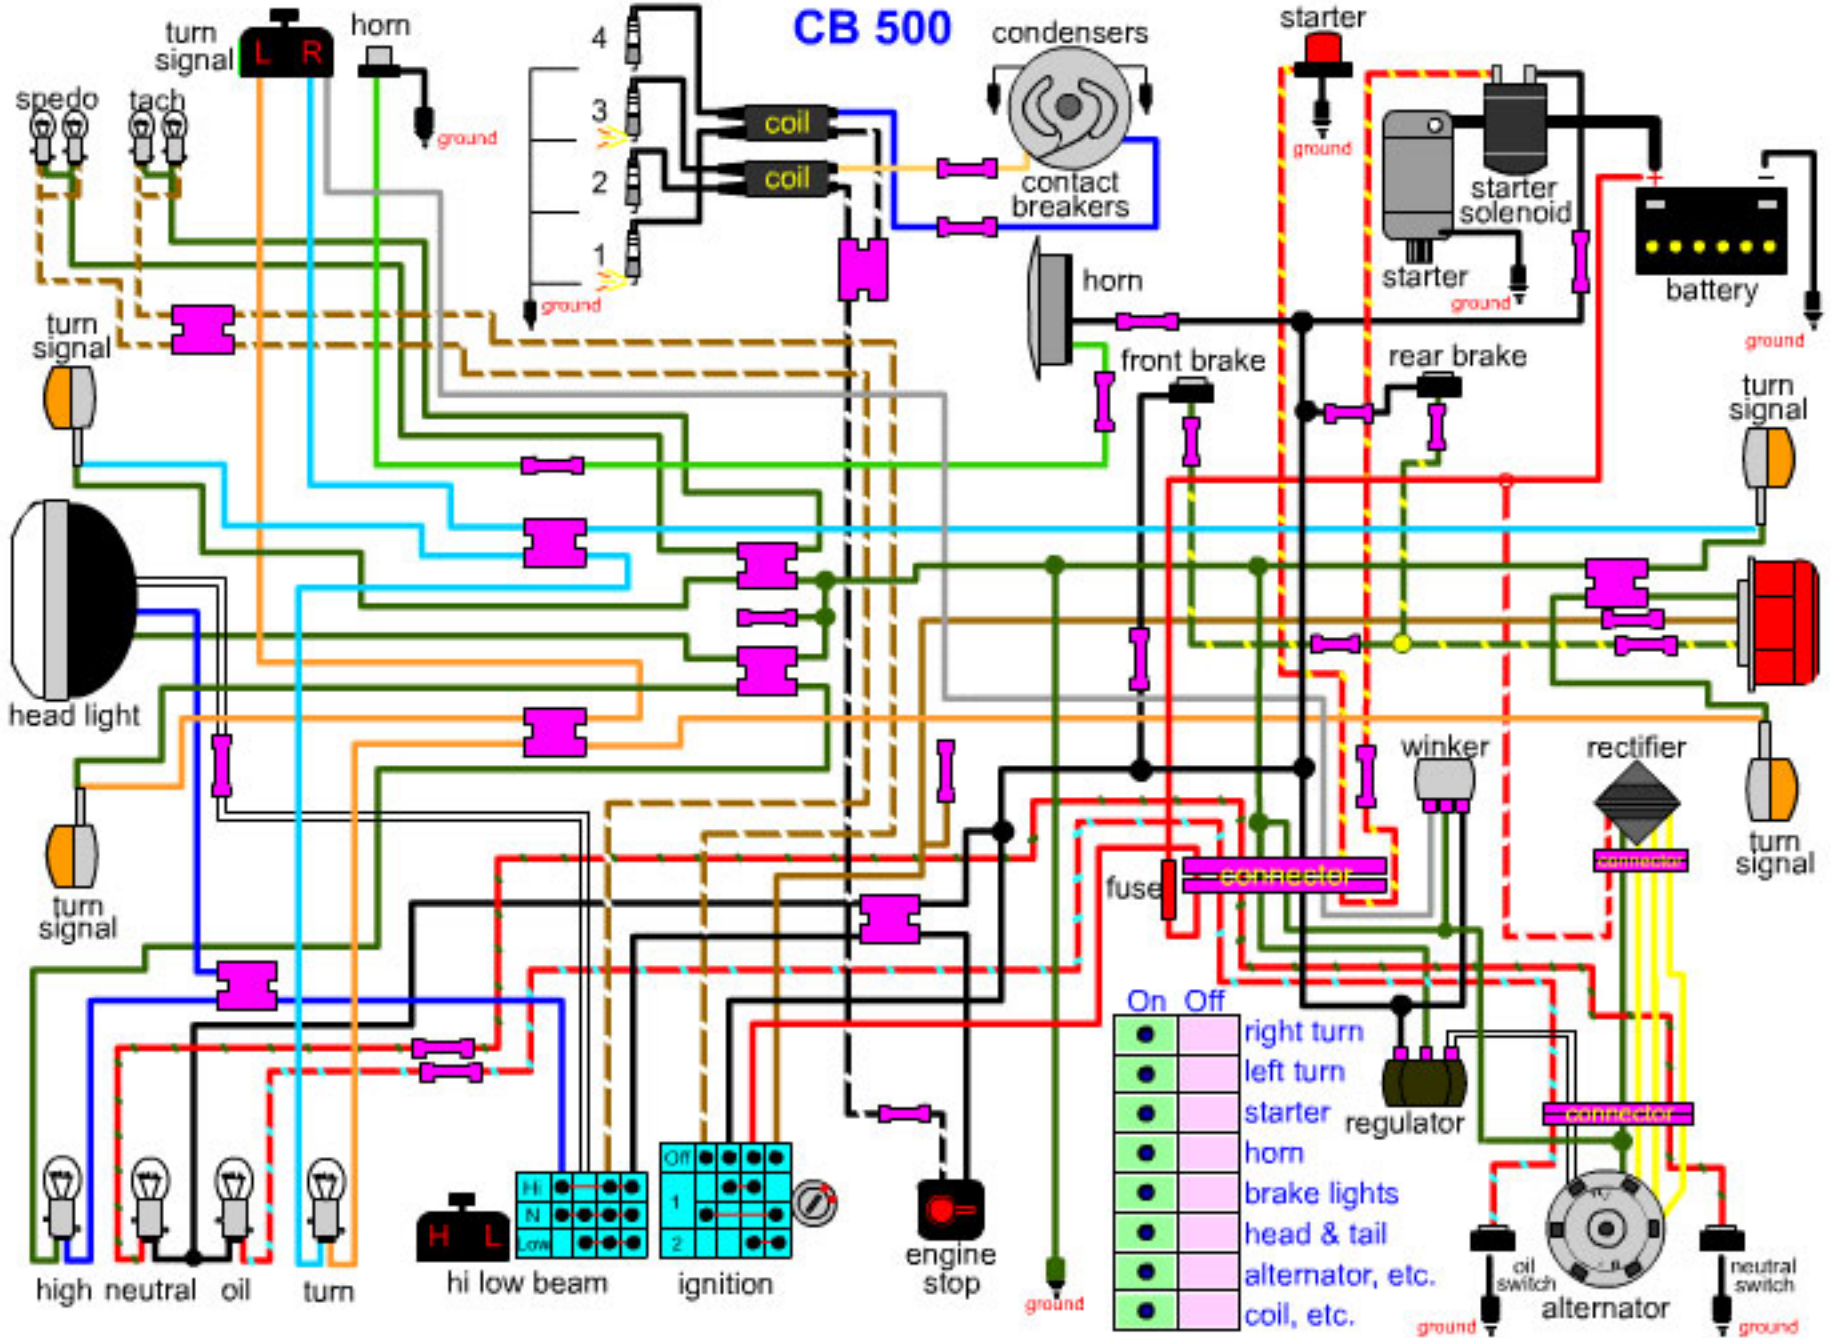 CB 500
turn
signal
L R
horn
spedo
tach
ground
4
3
2
1
ground
coil
coil
condensers
contact
breakers
starter
ground
starter
solenoid
starter
ground
+
−
battery
ground
horn
front brake
rear brake
turn
signal
turn
signal
head light
turn
signal
winker
rectifier
connector
turn
signal
fuse
connector
On Off
right turn
left turn
starter
horn
brake lights
head & tail
alternator, etc.
coil, etc.
regulator
connector
oil
switch
ground
alternator
neutral
switch
ground
high
neutral
oil
turn
H L
Hi
N
Low
hi low beam
Off
1
2
ignition
engine
stop
ground